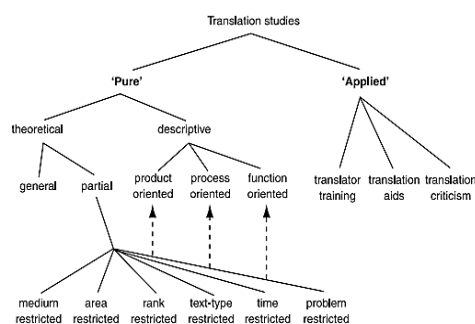 Translation studies
'Pure'
'Applied'
theoretical
descriptive
general
partial
product
oriented
process
oriented
function
oriented
translator
training
translation
aids
translation
criticism
medium
restricted
area
restricted
rank
restricted
text-type
restricted
time
restricted
problem
restricted